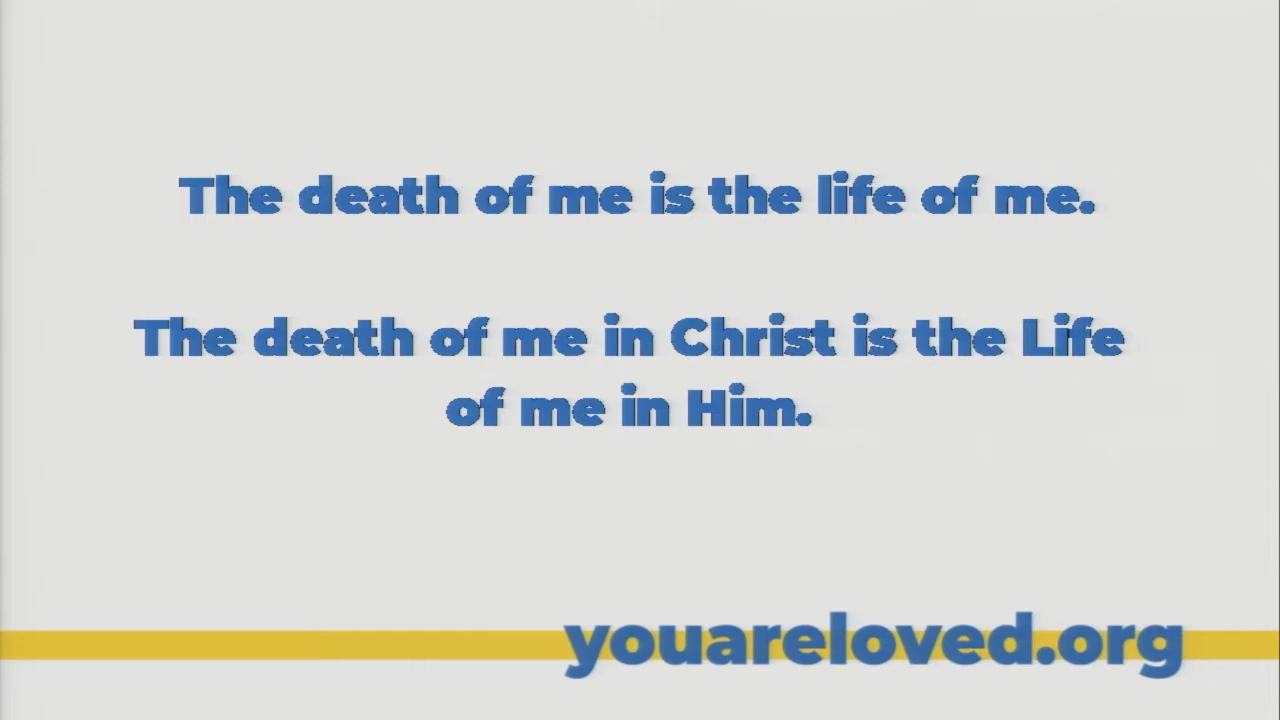 The death of me is the life of me.
The death of me in Christ is the Life
of me in Him.
youareloved.org